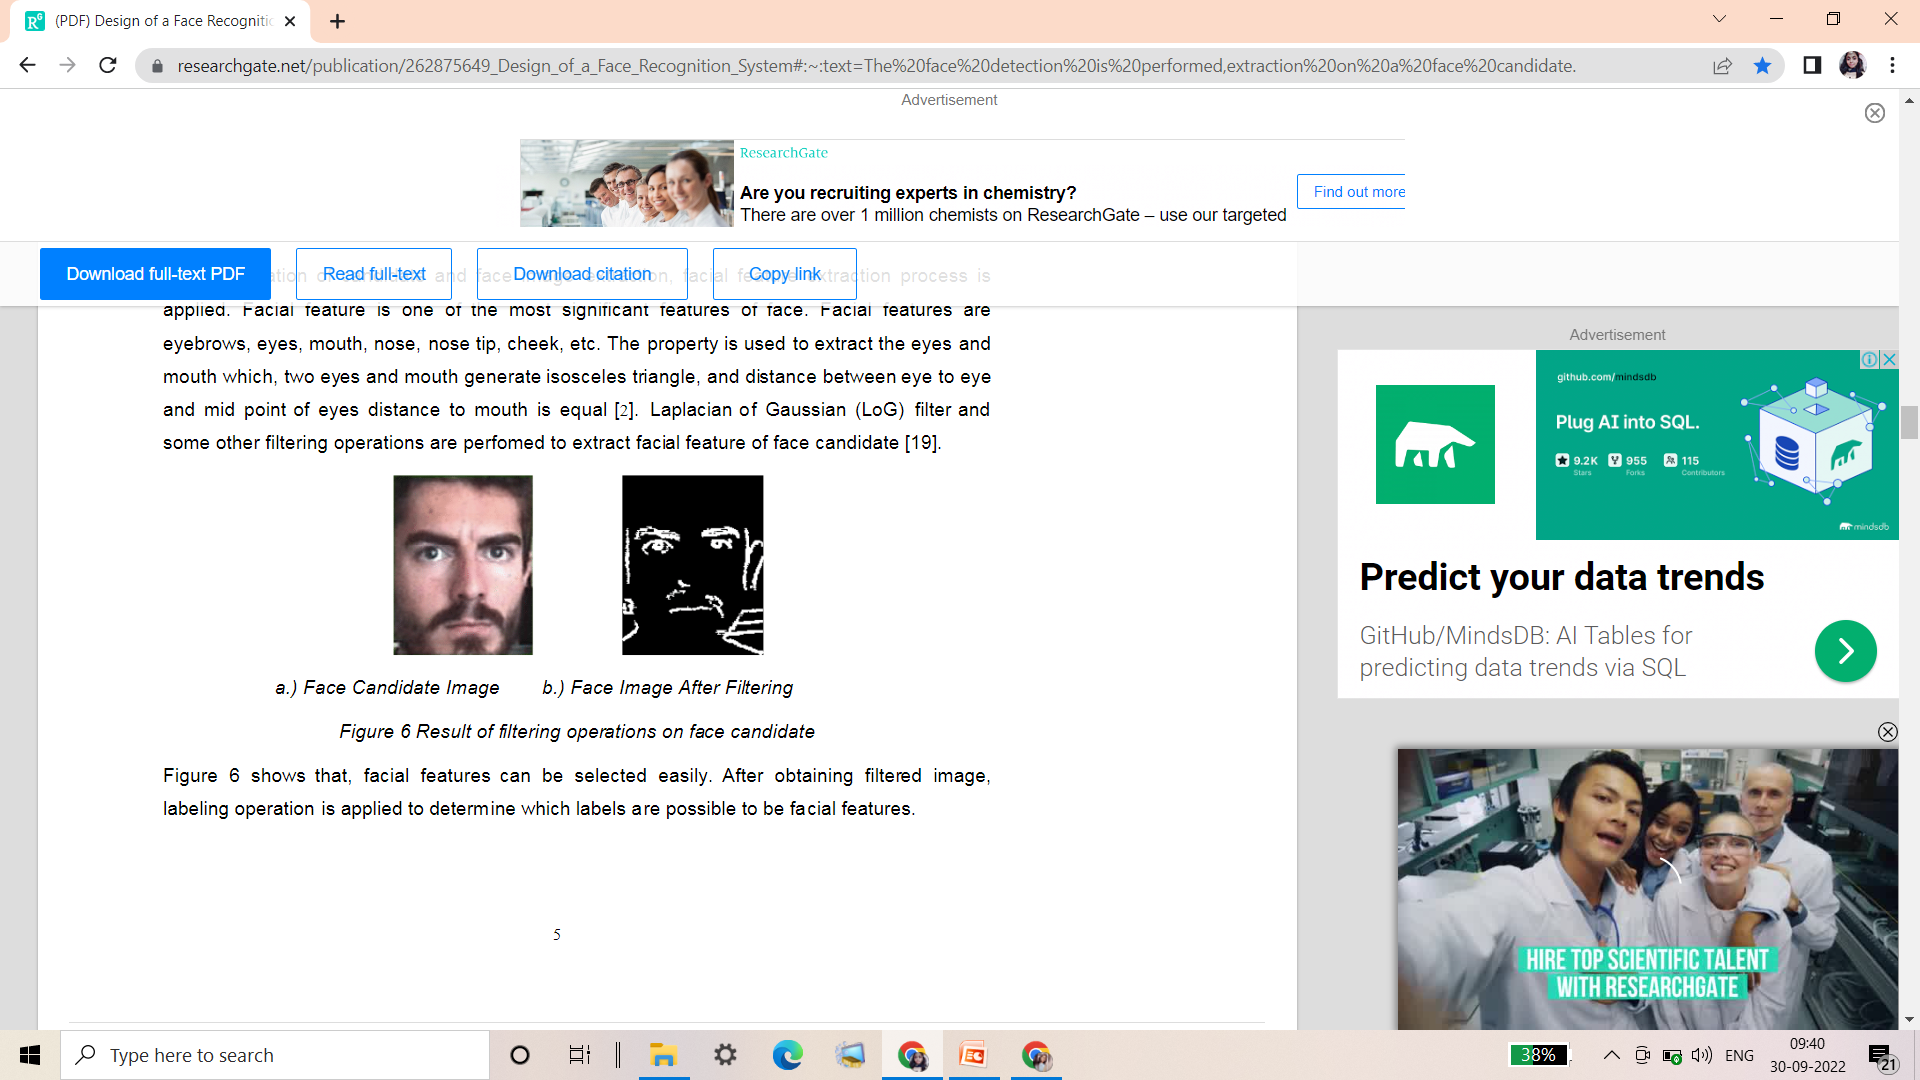 (PDF) Design of a Face Recognitio
researchgate.net/publication/262875649_Design_of_a_Face_Recognition_System#:~:text=The%20face%20detection%20is%20performed,extraction%20on%20a%20face%20candidate.
Advertisement
ResearchGate
Are you recruiting experts in chemistry?
There are over 1 million chemists on ResearchGate – use our targeted
Find out more
Download full-text PDF
Read full-text
Download citation
Copy link
and face extraction, facial feature extraction process is
applied. Facial feature is one of the most significant features of face. Facial features are
eyebrows, eyes, mouth, nose, nose tip, cheek, etc. The property is used to extract the eyes and
mouth which, two eyes and mouth generate isosceles triangle, and distance between eye to eye
and mid point of eyes distance to mouth is equal [2]. Laplacian of Gaussian (LoG) filter and
some other filtering operations are perfomed to extract facial feature of face candidate [19].
a.) Face Candidate Image b.) Face Image After Filtering
Figure 6 Result of filtering operations on face candidate
Figure 6 shows that, facial features can be selected easily. After obtaining filtered image,
labeling operation is applied to determine which labels are possible to be facial features.
5
Advertisement
github.com/mindsdb
Plug AI into SQL.
9.2K 955 115
Stars Forks Contributors
mindsdb
Predict your data trends
GitHub/MindsDB: AI Tables for
predicting data trends via SQL
HIRE TOP SCIENTIFIC TALENT
WITH RESEARCHGATE
Type here to search
38%
ENG
09:40
30-09-2022
21